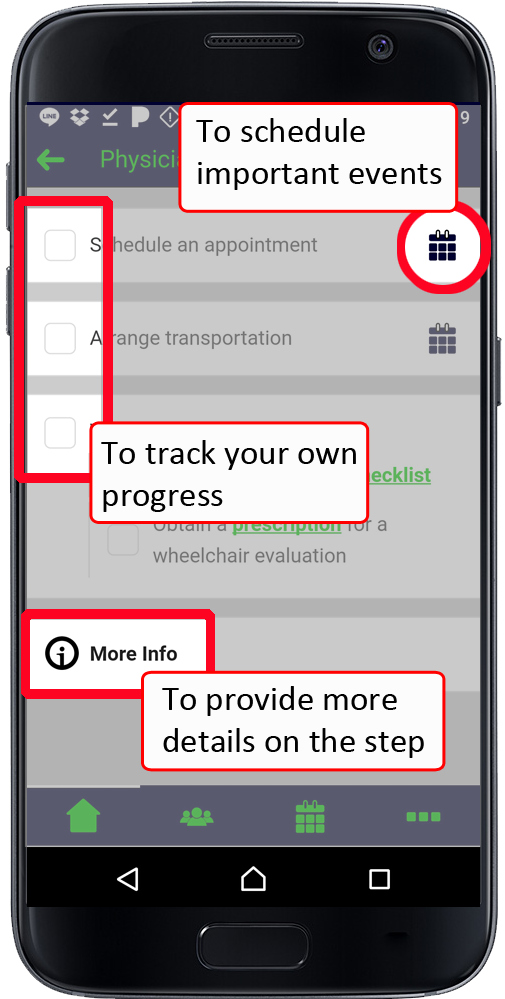 LINE
9
To schedule
important events
Physici
Schedule an appointment
Arrange transportation
To track your own
progress
ecklist
Obtain a prescription for a
wheelchair evaluation
More Info
To provide more
details on the step